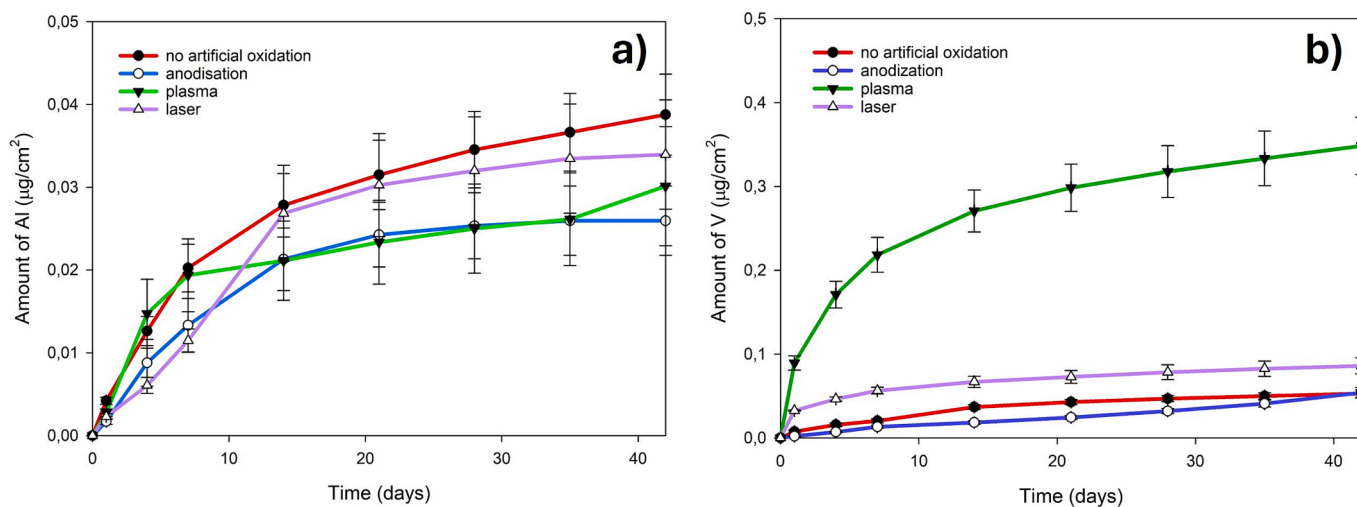 a)
0,05
0,04
0,03
0,02
0,01
0,00
Amount of Al (µg/cm²)
no artificial oxidation
anodisation
plasma
laser
0 10 20 30 40
Time (days)
b)
0,5
0,4
0,3
0,2
0,1
0,0
Amount of V (µg/cm²)
no artificial oxidation
anodization
plasma
laser
0 10 20 30 40
Time (days)